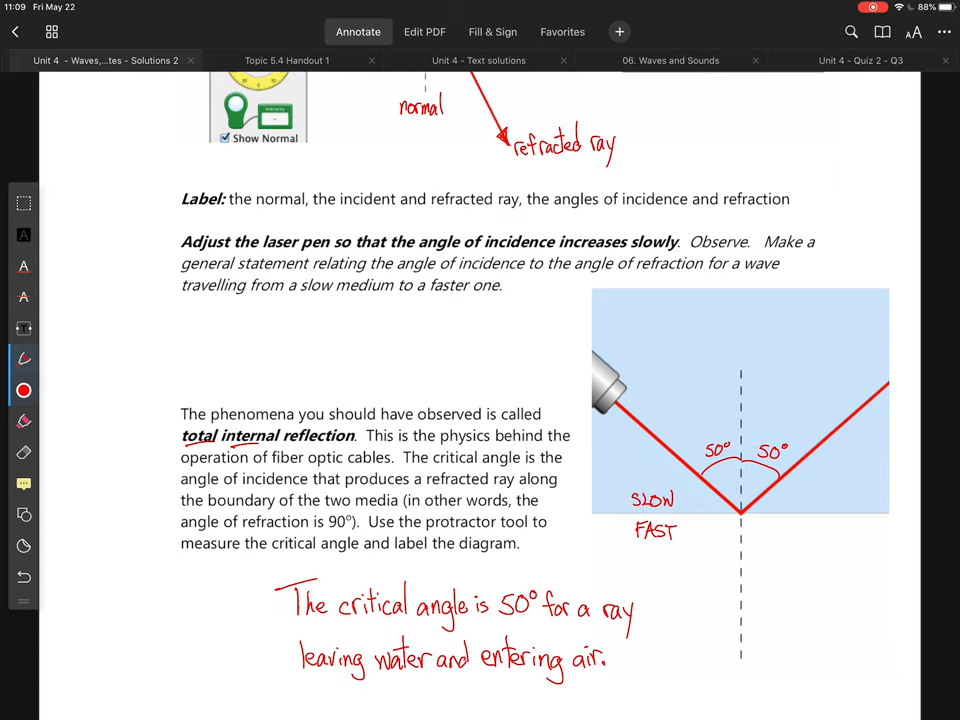 11:09 Fri May 22
88%
Annotate Edit PDF Fill & Sign Favorites
AA
Unit 4 - Waves,...tes - Solutions 2
Topic 5.4 Handout 1
Unit 4 - Text solutions
06. Waves and Sounds
Unit 4 - Quiz 2 - Q3
normal
Show Normal
refracted ray
Label: the normal, the incident and refracted ray, the angles of incidence and refraction
Adjust the laser pen so that the angle of incidence increases slowly. Observe. Make a
general statement relating the angle of incidence to the angle of refraction for a wave
travelling from a slow medium to a faster one.
The phenomena you should have observed is called
total internal reflection. This is the physics behind the
operation of fiber optic cables. The critical angle is the
angle of incidence that produces a refracted ray along
the boundary of the two media (in other words, the
angle of refraction is 90°). Use the protractor tool to
measure the critical angle and label the diagram.
50° 50°
SLOW
FAST
The critical angle is 50° for a ray
leaving water and entering air.